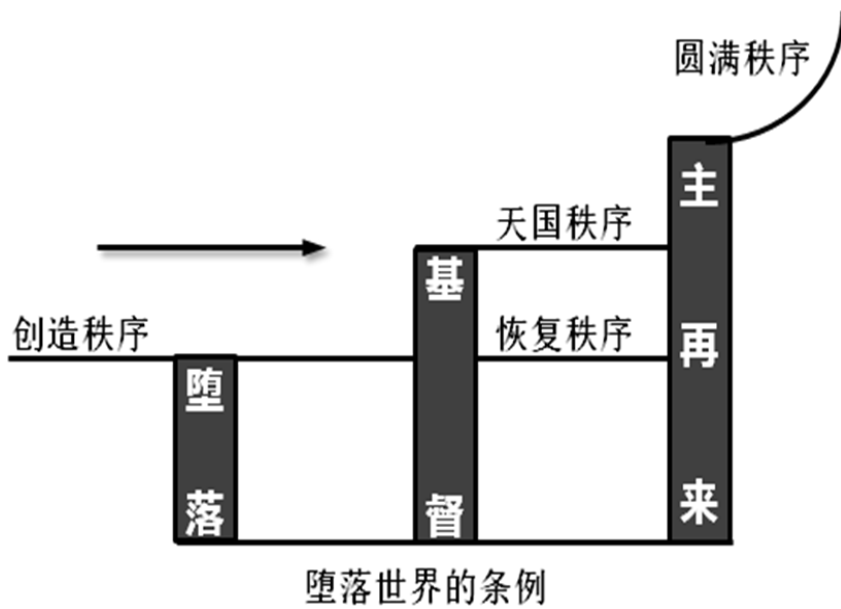 圆满秩序
主再来
天国秩序
基督
创造秩序
恢复秩序
堕落
堕落世界的条例